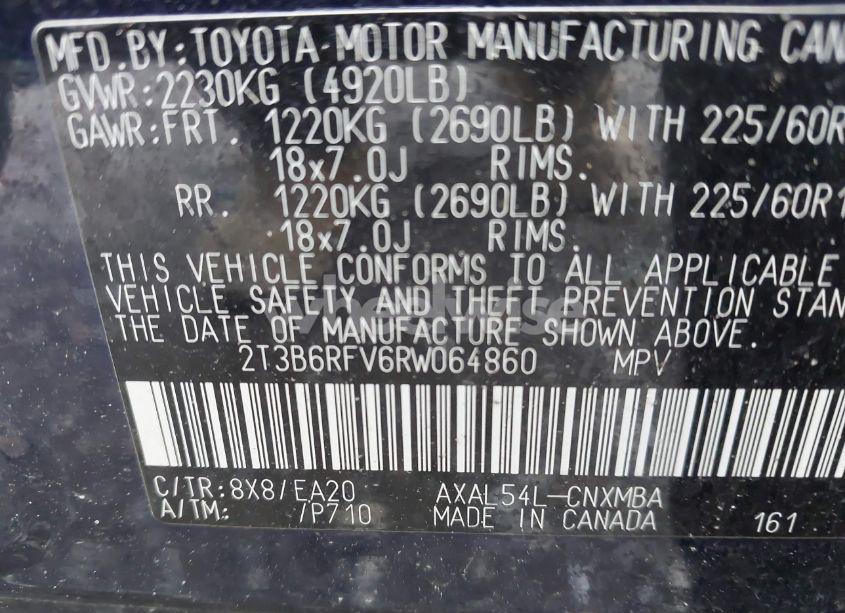 MFD. BY: TOYOTA MOTOR MANUFACTURING CAN
GVWR: 2230KG (4920LB)
GAWR: FRT. 1220KG (2690LB) WITH 225/60R
18x7.0J RIMS.
RR. 1220KG (2690LB) WITH 225/60R1
18x7.0J RIMS.
THIS VEHICLE CONFORMS TO ALL APPLICABLE
VEHICLE SAFETY AND THEFT PREVENTION STAN
THE DATE OF MANUFACTURE SHOWN ABOVE.
2T3B6RFV6RW064860 MPV
C/TR: 8X8/EA20 AXAL54L-CNXMBA
A/TM: /P710 MADE IN CANADA 161